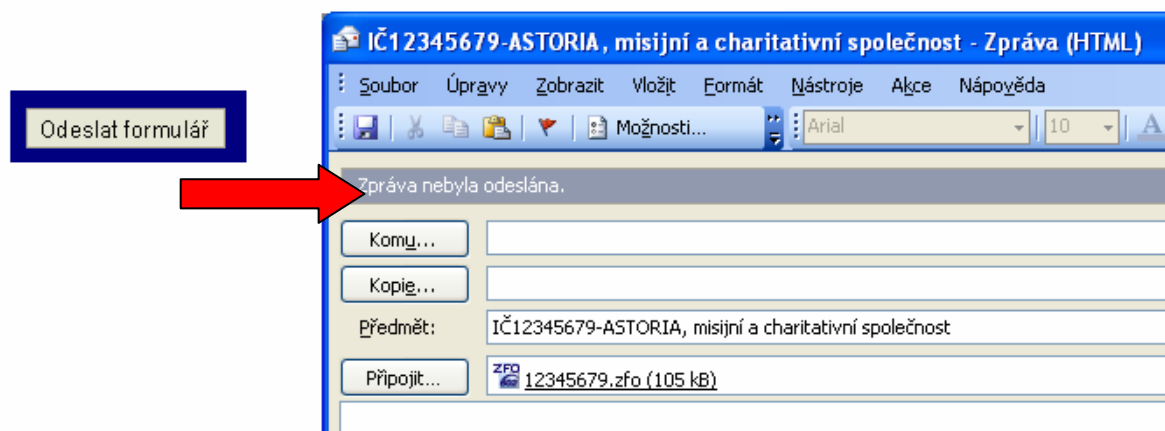 IČ12345679-ASTORIA, misijní a charitativní společnost - Zpráva (HTML)
Soubor Úpravy Zobrazit Vložit Formát Nástroje Akce Nápověda
Odeslat formulář
Možnosti... Arial 10 A
Zpráva nebyla odeslána.
Komu...
Kopie...
Předmět: IČ12345679-ASTORIA, misijní a charitativní společnost
Připojit... ZFO 12345679.zfo (105 kB)